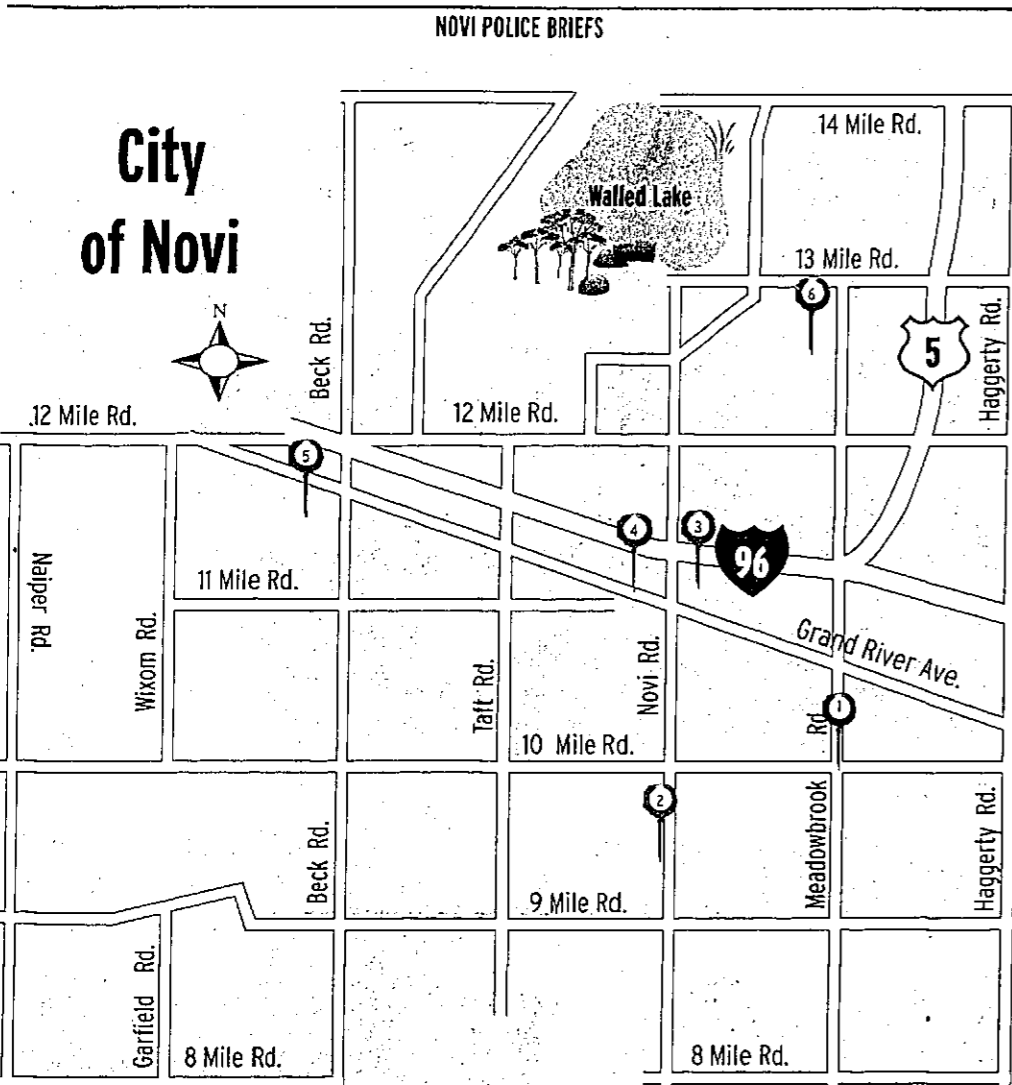 NOVI POLICE BRIEFS
City
of Novi
N
14 Mile Rd.
Walled Lake
13 Mile Rd.
6
5
Beck Rd.
Haggerty Rd.
12 Mile Rd.
12 Mile Rd.
5
4
3
96
Naiper Rd.
11 Mile Rd.
Wixom Rd.
Taft Rd.
Novi Rd.
Grand River Ave.
1
Rd.
10 Mile Rd.
2
Meadowbrook
Beck Rd.
Haggerty Rd.
9 Mile Rd.
Garfield Rd.
8 Mile Rd.
8 Mile Rd.